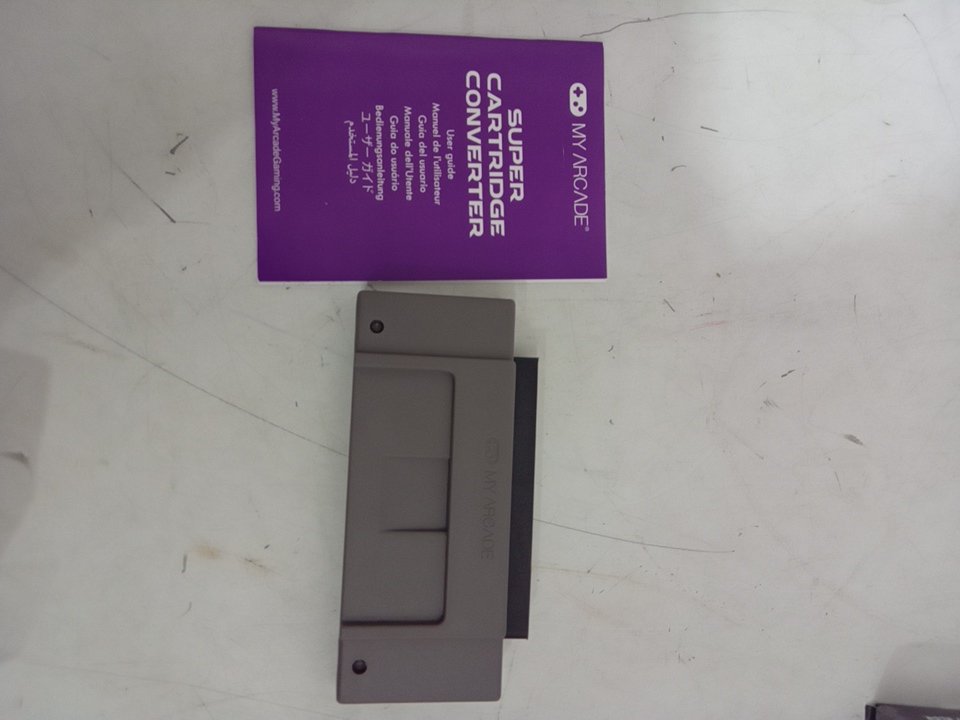 MY ARCADE®
SUPER
CARTRIDGE
CONVERTER
User guide
Manuel de l'utilisateur
Guía del usuario
Manuale dell'Utente
Guia do usuário
Bedienungsanleitung
ユーザー ガイド
دليل المستخدم
www.MyArcadeGaming.com
MY ARCADE